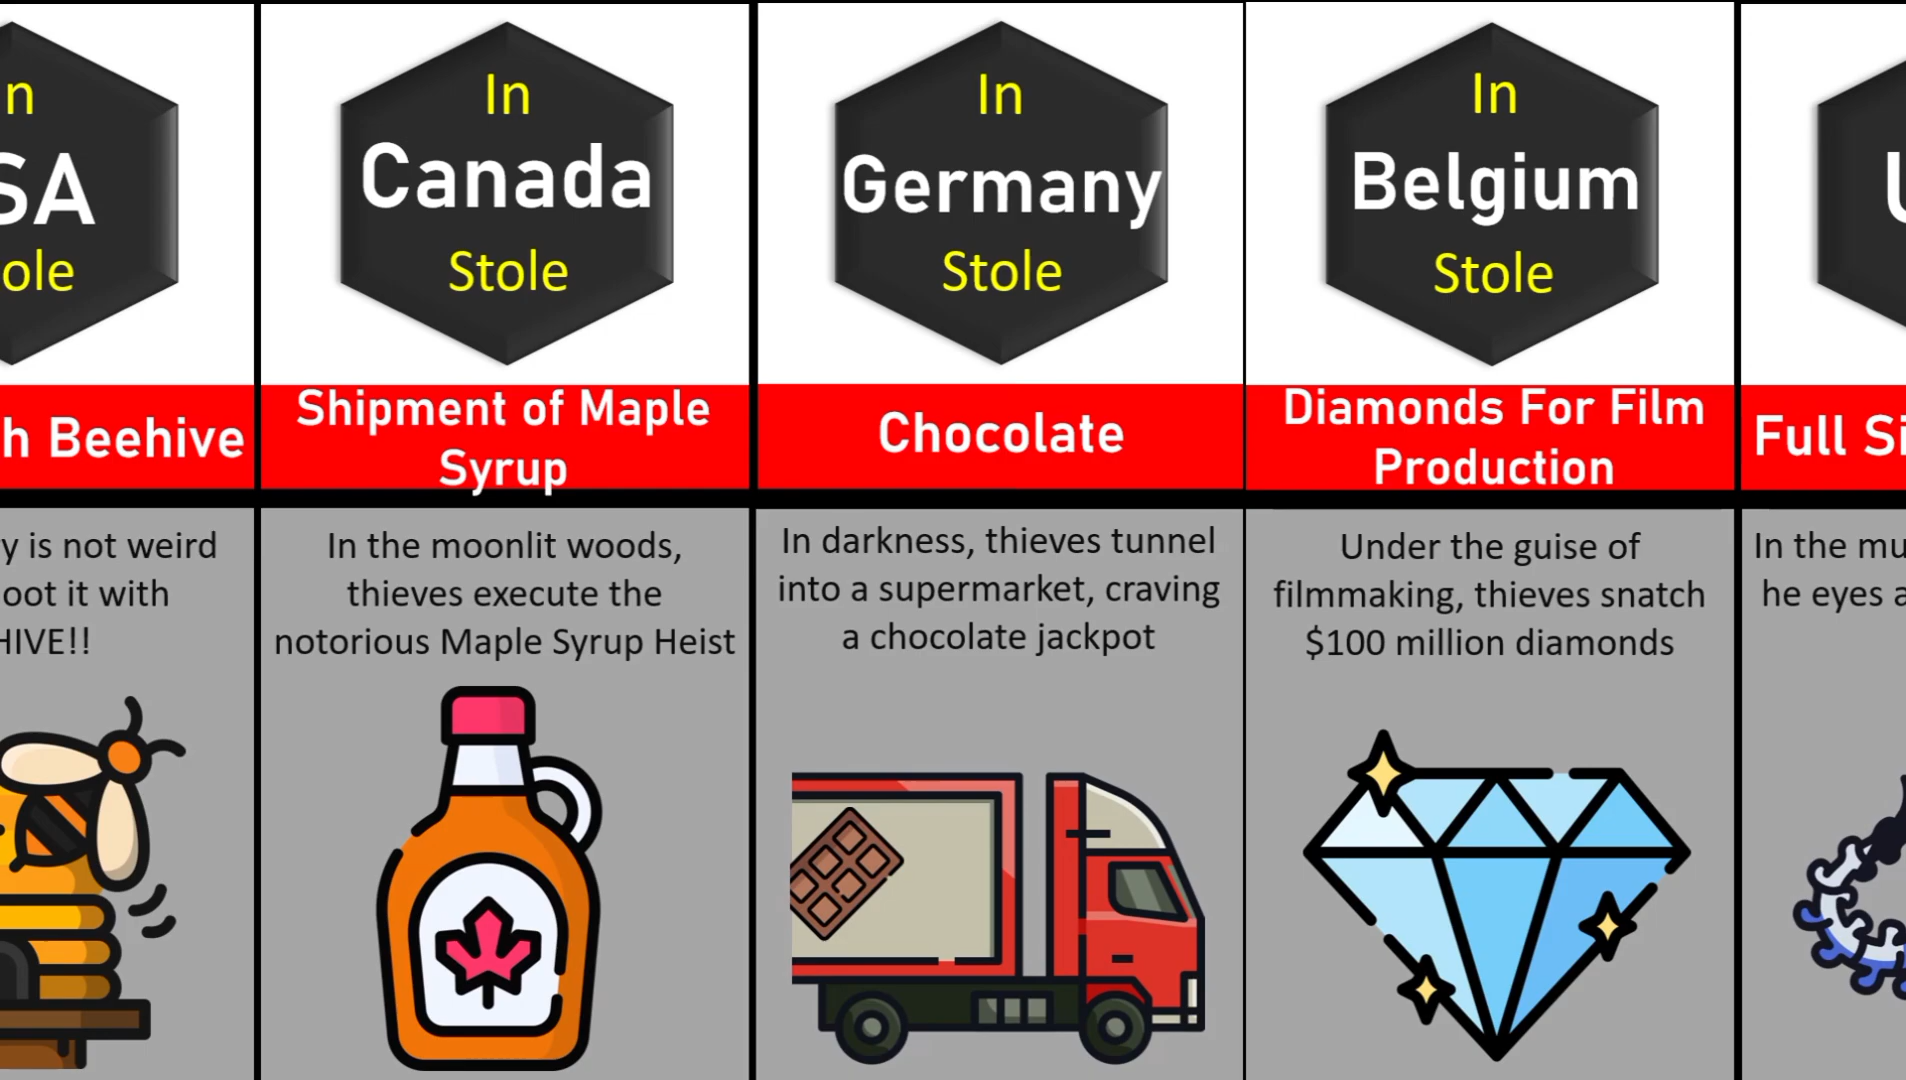 SA
h Beehive
y is not weird
oot it with
HIVE!!
In
Canada
Stole
Shipment of Maple
Syrup
In the moonlit woods,
thieves execute the
notorious Maple Syrup Heist
In
Germany
Stole
Chocolate
In darkness, thieves tunnel
into a supermarket, craving
a chocolate jackpot
In
Belgium
Stole
Diamonds For Film
Production
Under the guise of
filmmaking, thieves snatch
$100 million diamonds
Full
In the
he eyes